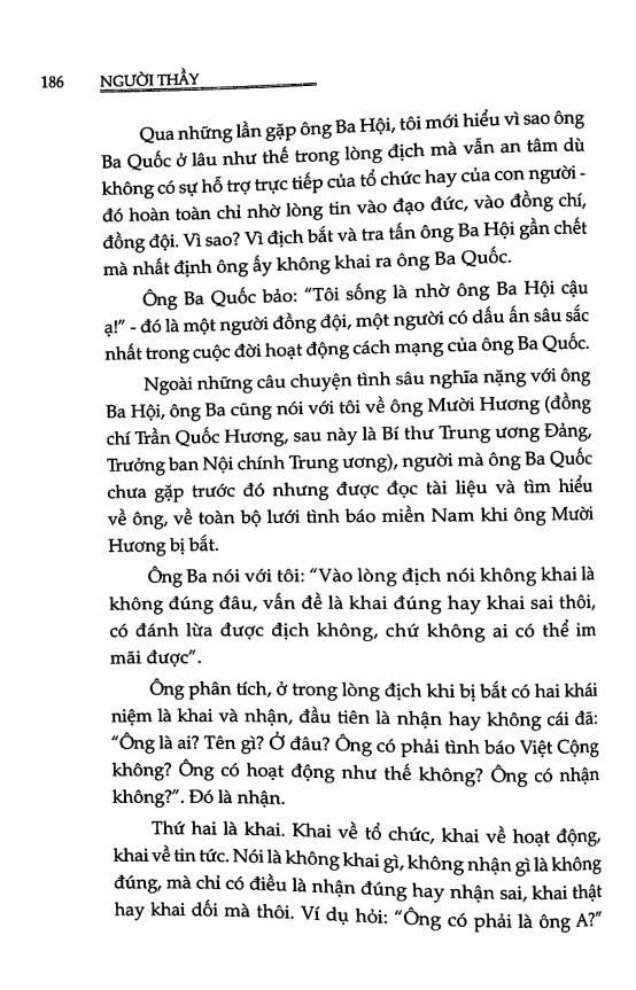 186 NGƯỜI THẦY
Qua những lần gặp ông Ba Hội, tôi mới hiểu vì sao ông
Ba Quốc ở lâu như thế trong lòng địch mà vẫn an tâm dù
không có sự hỗ trợ trực tiếp của tổ chức hay của con người -
đó hoàn toàn chỉ nhờ lòng tin vào đạo đức, vào đồng chí,
đồng đội. Vì sao? Vì địch bắt và tra tấn ông Ba Hội gần chết
mà nhất định ông ấy không khai ra ông Ba Quốc.
Ông Ba Quốc bảo: "Tôi sống là nhờ ông Ba Hội cậu
ạ!" - đó là một người đồng đội, một người có dấu ấn sâu sắc
nhất trong cuộc đời hoạt động cách mạng của ông Ba Quốc.
Ngoài những câu chuyện tình sâu nghĩa nặng với ông
Ba Hội, ông Ba cũng nói với tôi về ông Mười Hương (đồng
chí Trần Quốc Hương, sau này là Bí thư Trung ương Đảng,
Trưởng ban Nội chính Trung ương), người mà ông Ba Quốc
chưa gặp trước đó nhưng được đọc tài liệu và tìm hiểu
về ông, về toàn bộ lưới tình báo miền Nam khi ông Mười
Hương bị bắt.
Ông Ba nói với tôi: "Vào lòng địch nói không khai là
không đúng đâu, vấn đề là khai đúng hay khai sai thôi,
có đánh lừa được địch không, chứ không ai có thể im
mãi được".
Ông phân tích, ở trong lòng địch khi bị bắt có hai khái
niệm là khai và nhận, đầu tiên là nhận hay không cái đã:
"Ông là ai? Tên gì? Ở đâu? Ông có phải tình báo Việt Cộng
không? Ông có hoạt động như thế không? Ông có nhận
không?". Đó là nhận.
Thứ hai là khai. Khai về tổ chức, khai về hoạt động,
khai về tin tức. Nói là không khai gì, không nhận gì là không
đúng, mà chỉ có điều là nhận đúng hay nhận sai, khai thật
hay khai dối mà thôi. Ví dụ hỏi: "Ông có phải là ông A?"